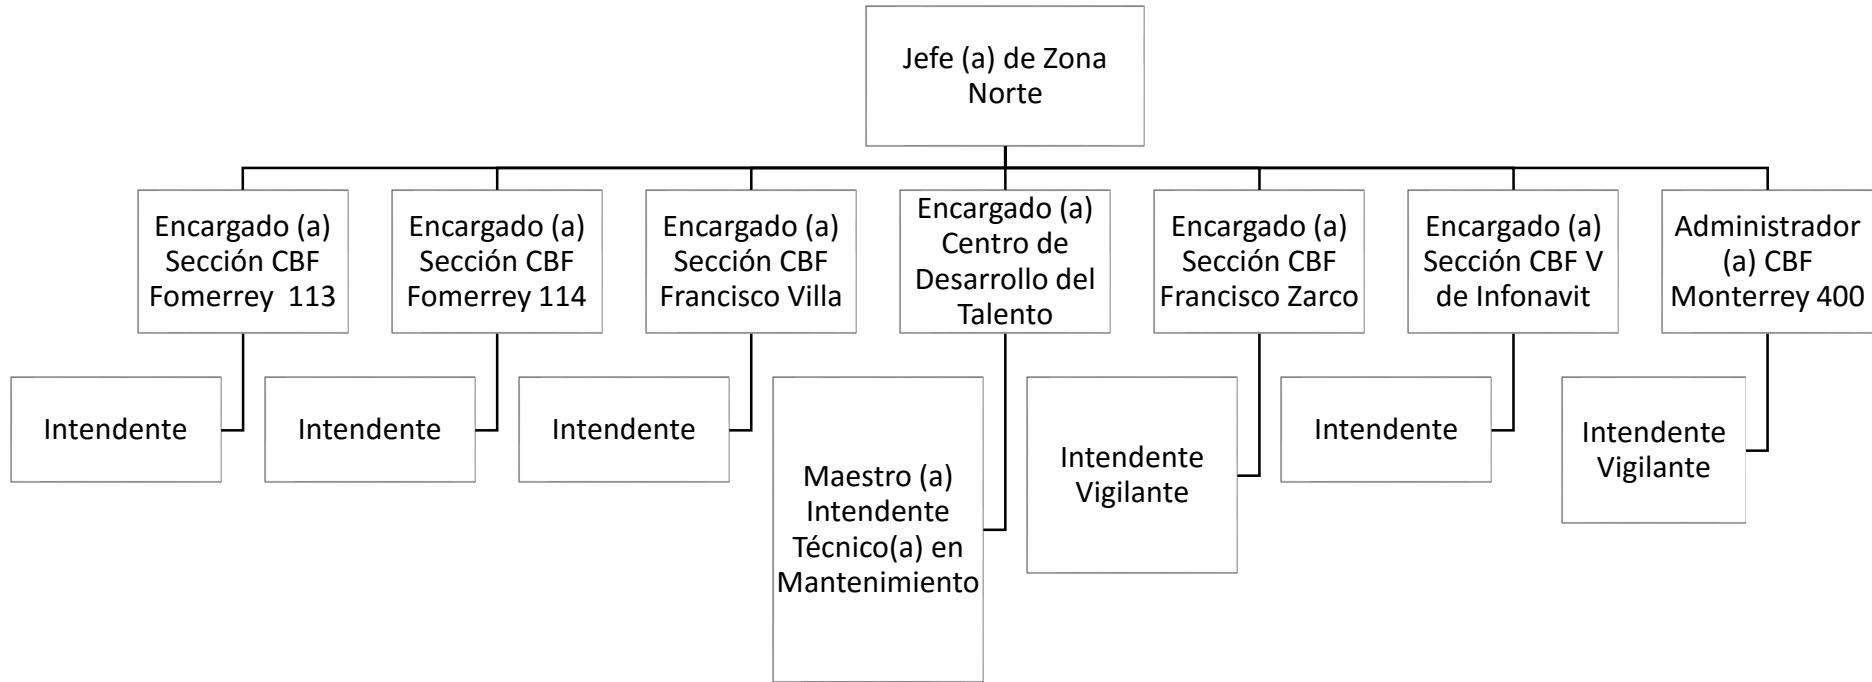 Jefe (a) de Zona
Norte
Encargado (a)
Sección CBF
Fomerrey  113
Encargado (a)
Sección CBF
Fomerrey 114
Encargado (a)
Sección CBF
Francisco Villa
Encargado (a)
Centro de
Desarrollo del
Talento
Encargado (a)
Sección CBF
Francisco Zarco
Encargado (a)
Sección CBF V
de Infonavit
Administrador
(a) CBF
Monterrey 400
Intendente
Intendente
Intendente
Maestro (a)
Intendente
Técnico(a) en
Mantenimiento
Intendente
Vigilante
Intendente
Intendente
Vigilante